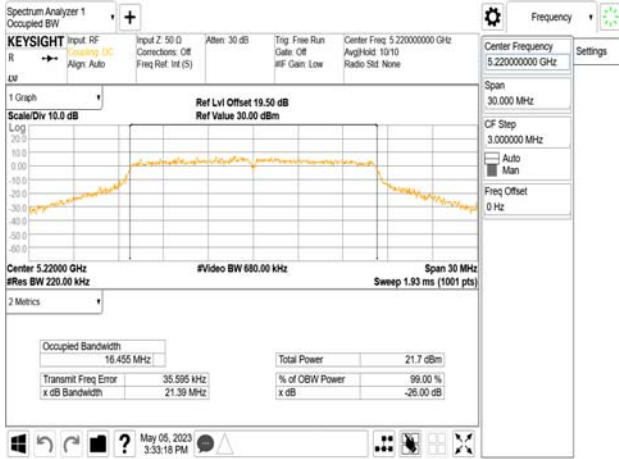 Spectrum Analyzer 1
Occupied BW
Frequency
KEYSIGHT
Input: RF
Coupling: DC
Align: Auto
Input Z: 50 Ω
Corrections: Off
Freq Ref: Int (S)
Atten: 30 dB
Trig: Free Run
Gate: Off
#IF Gain: Low
Center Freq: 5.220000000 GHz
Avg|Hold: 10/10
Radio Std: None
R
Center Frequency
5.220000000 GHz
Settings
Span
30.000 MHz
CF Step
3.000000 MHz
Auto
Man
Freq Offset
0 Hz
1 Graph
Scale/Div 10.0 dB
Ref Lvl Offset 19.50 dB
Ref Value 30.00 dBm
Log
20.0
10.0
0.00
-10.0
-20.0
-30.0
-40.0
-50.0
-60.0
Center 5.22000 GHz
#Video BW 680.00 kHz
Span 30 MHz
#Res BW 220.00 kHz
Sweep 1.93 ms (1001 pts)
2 Metrics
Occupied Bandwidth
16.455 MHz
Total Power 21.7 dBm
Transmit Freq Error 35.595 kHz
% of OBW Power 99.00 %
x dB Bandwidth 21.39 MHz
x dB -26.00 dB
?
May 05, 2023
3:33:18 PM